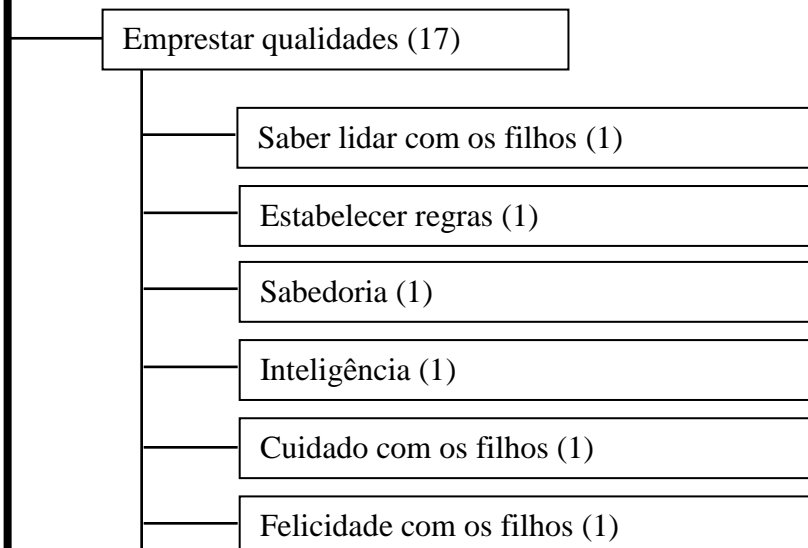 Emprestar qualidades (17)
Saber lidar com os filhos (1)
Estabelecer regras (1)
Sabedoria (1)
Inteligência (1)
Cuidado com os filhos (1)
Felicidade com os filhos (1)